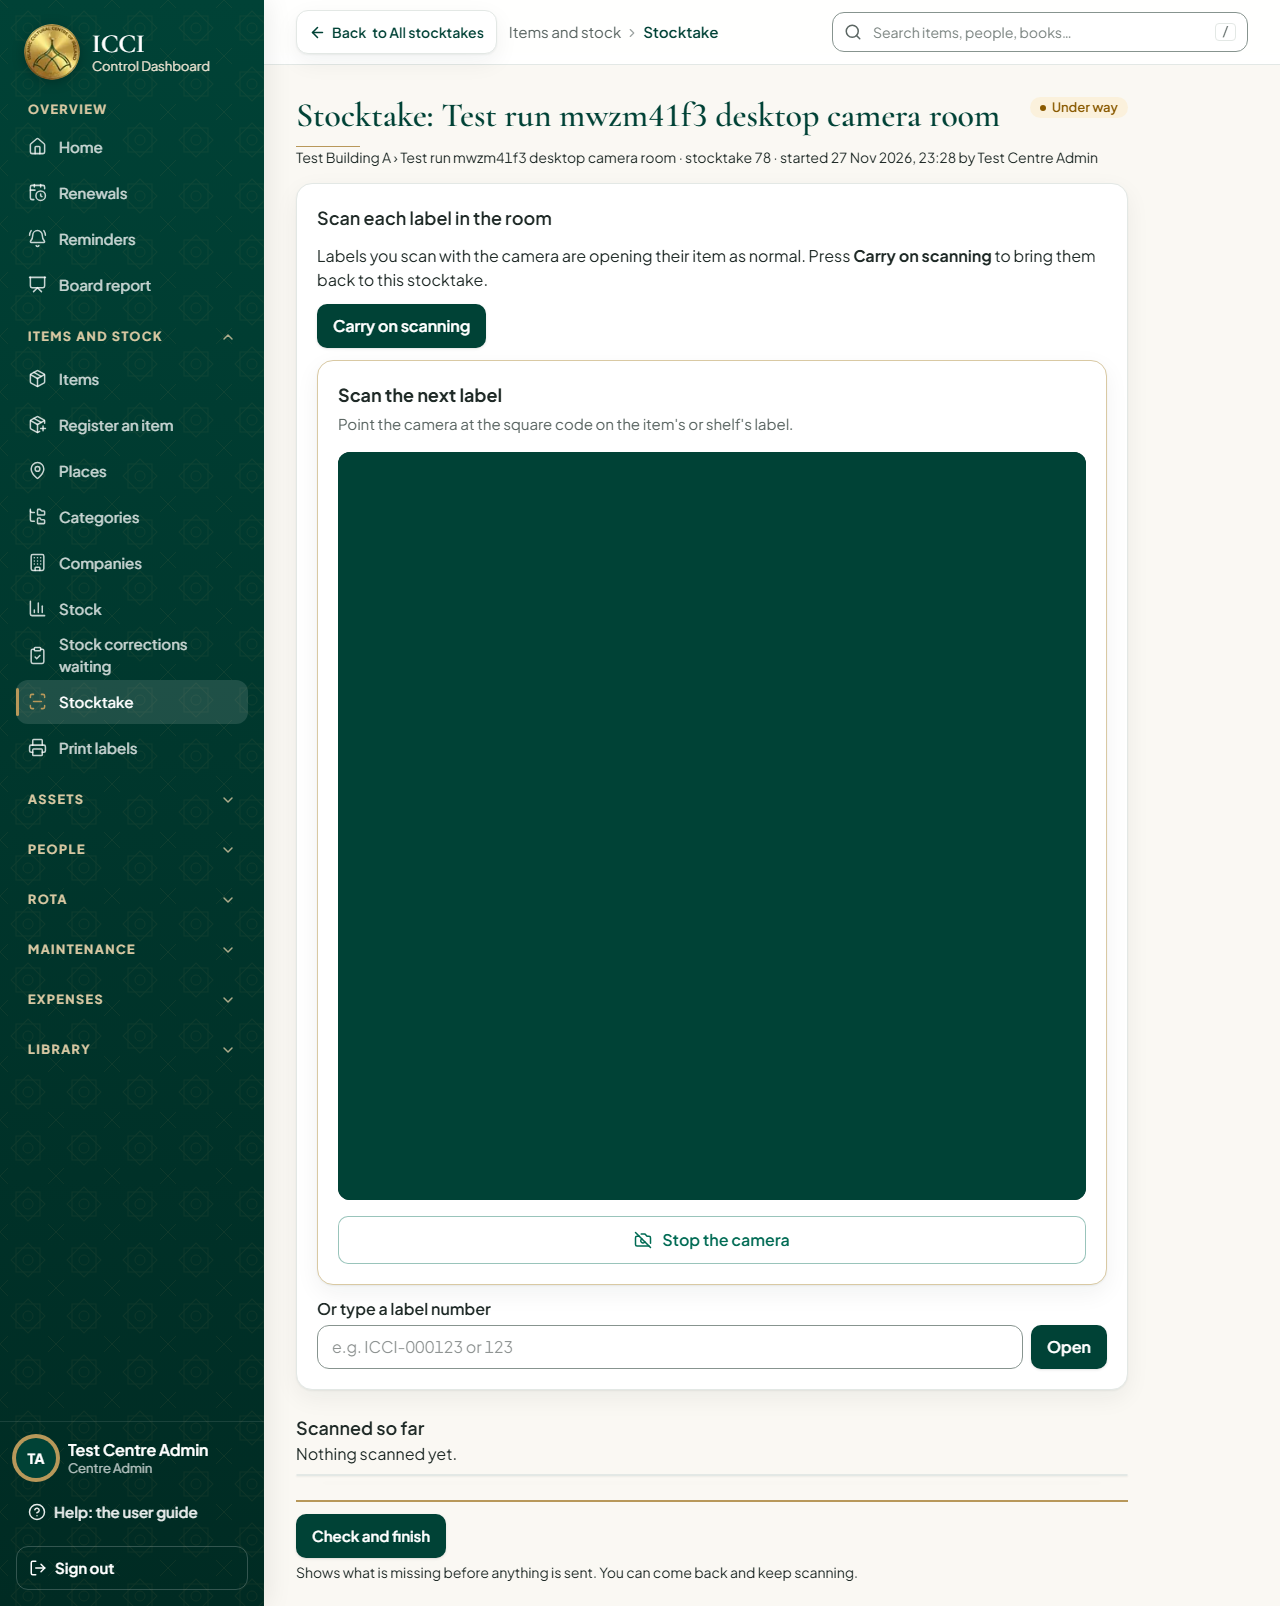 ICCI
Control Dashboard
OVERVIEW
Home
Renewals
Reminders
Board report
ITEMS AND STOCK
Items
Register an item
Places
Categories
Companies
Stock
Stock corrections
waiting
Stocktake
Print labels
ASSETS
PEOPLE
ROTA
MAINTENANCE
EXPENSES
LIBRARY
TA
Test Centre Admin
Centre Admin
Help: the user guide
Sign out
Back to All stocktakes
Items and stock › Stocktake
Search items, people, books...
/
Stocktake: Test run mwzm41f3 desktop camera room
Under way
Test Building A › Test run mwzm41f3 desktop camera room · stocktake 78 · started 27 Nov 2026, 23:28 by Test Centre Admin
Scan each label in the room
Labels you scan with the camera are opening their item as normal. Press Carry on scanning to bring them
back to this stocktake.
Carry on scanning
Scan the next label
Point the camera at the square code on the item's or shelf's label.
Stop the camera
Or type a label number
e.g. ICCI-000123 or 123
Open
Scanned so far
Nothing scanned yet.
Check and finish
Shows what is missing before anything is sent. You can come back and keep scanning.